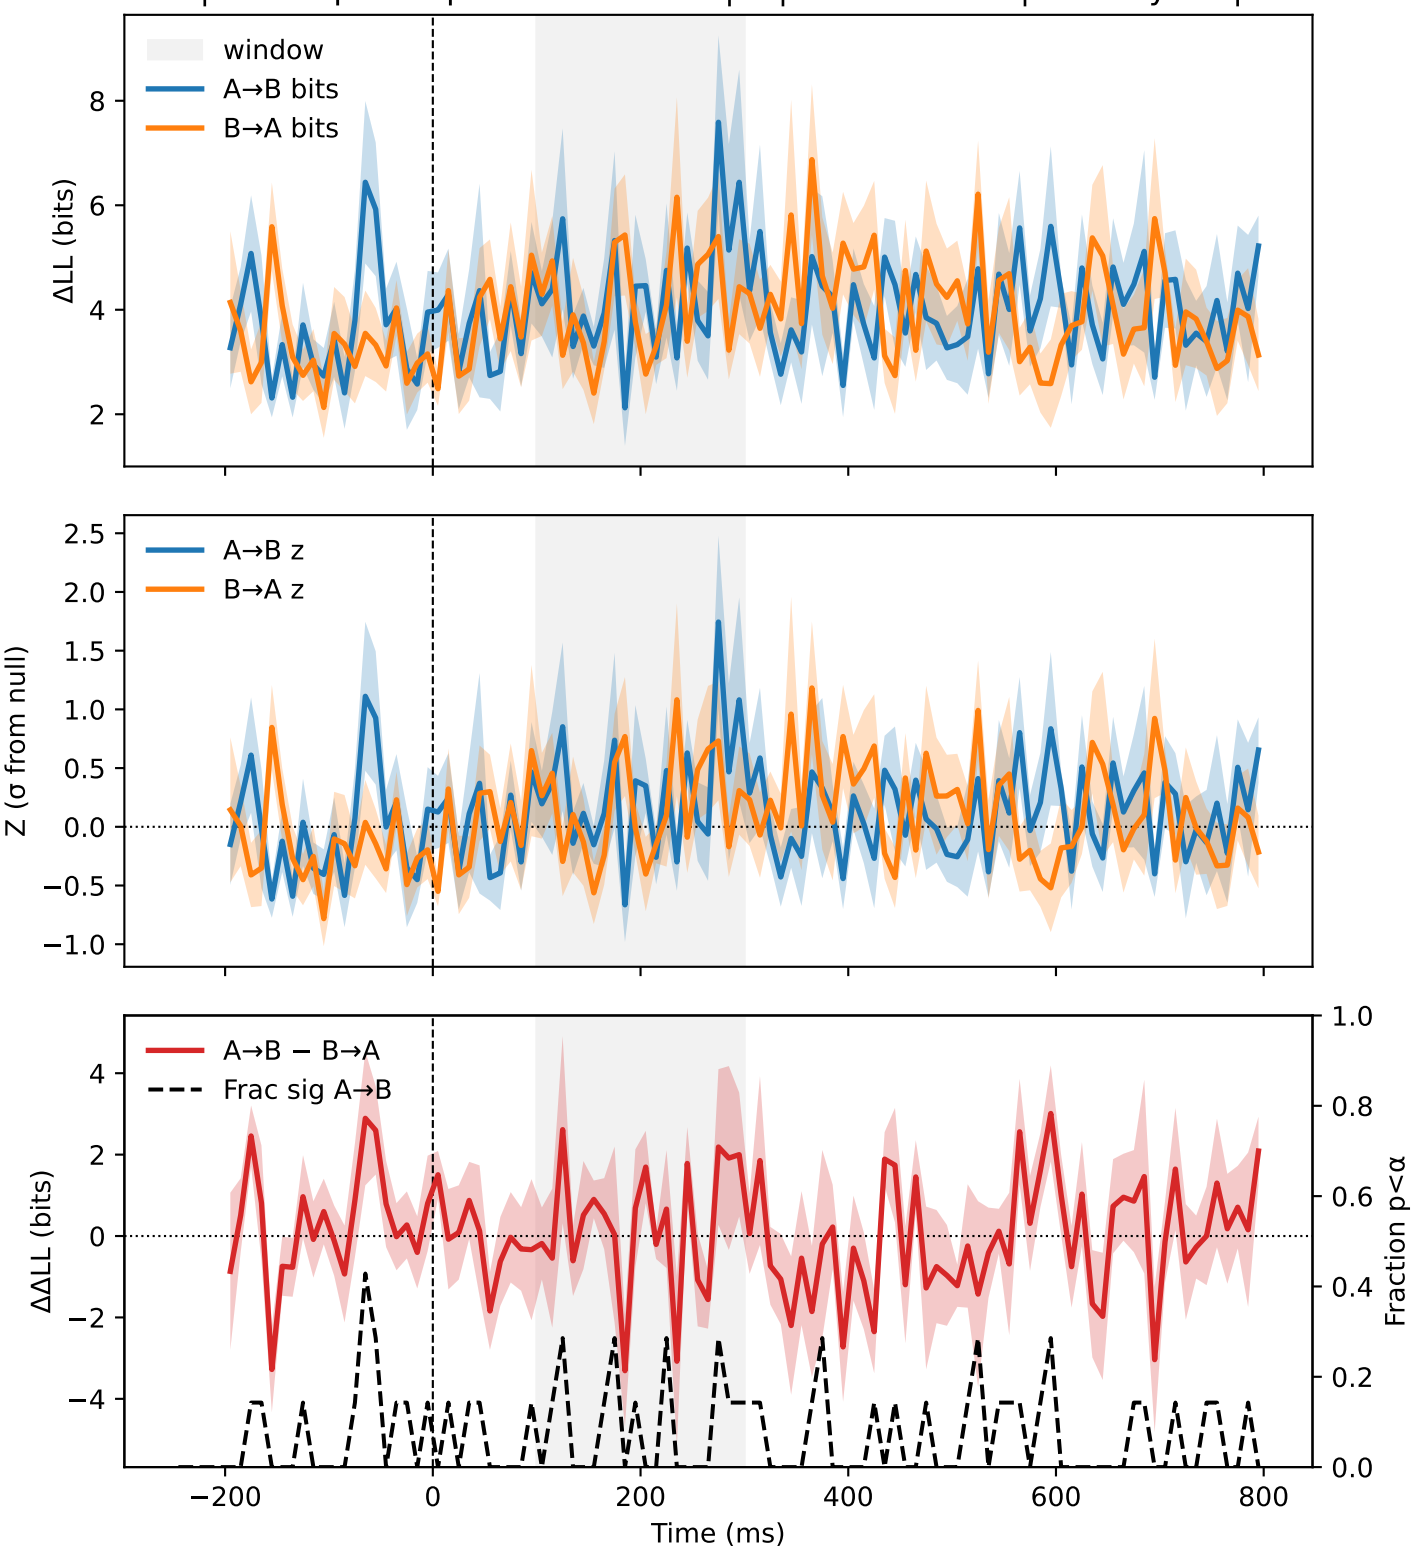 window
A→B bits
B→A bits
8
6
4
2
ΔLL (bits)
A→B z
B→A z
2.5
2.0
1.5
1.0
0.5
0.0
−0.5
−1.0
Z (σ from null)
A→B − B→A
Frac sig A→B
4
2
0
−2
−4
ΔΔLL (bits)
1.0
0.8
0.6
0.4
0.2
0.0
Fraction p<α
−200 0 200 400 600 800
Time (ms)